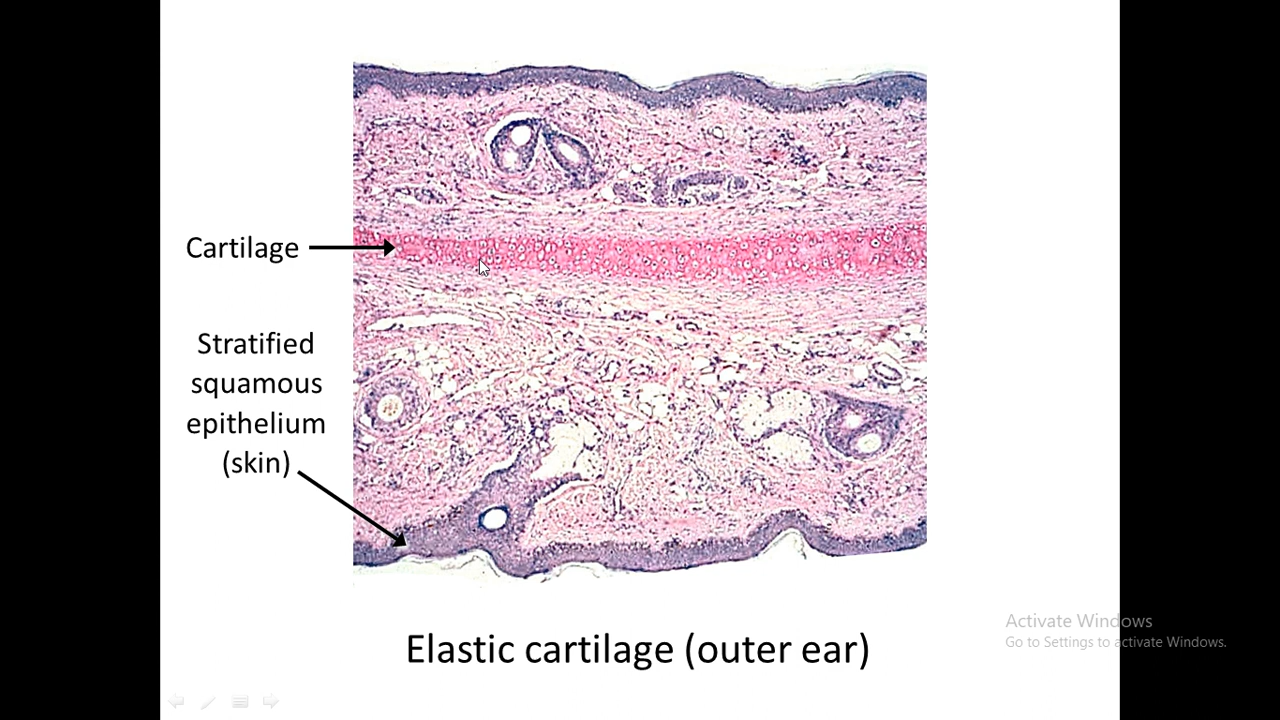 Cartilage
Stratified
squamous
epithelium
(skin)
Elastic cartilage (outer ear)
Activate Windows
Go to Settings to activate Windows.